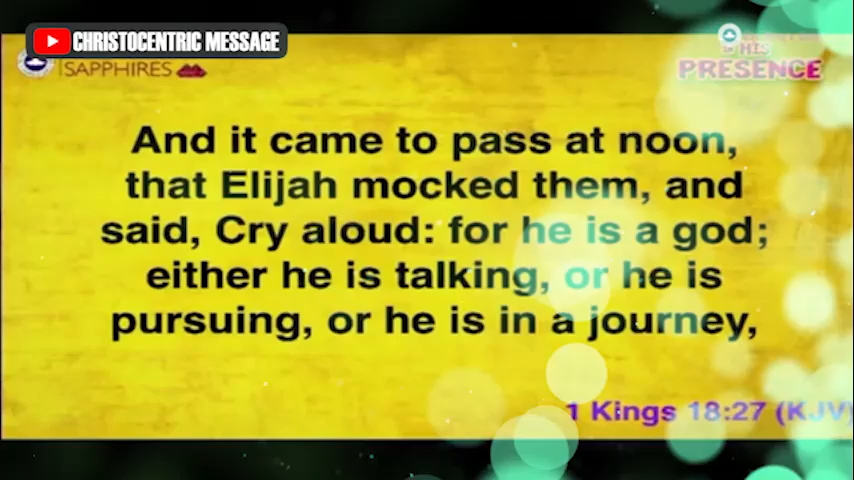 CHRISTOCENTRIC MESSAGE
SAPPHIRES
IN HIS
PRESENCE
And it came to pass at noon,
that Elijah mocked them, and
said, Cry aloud: for he is a god;
either he is talking, or he is
pursuing, or he is in a journey,
1 Kings 18:27 (KJV)